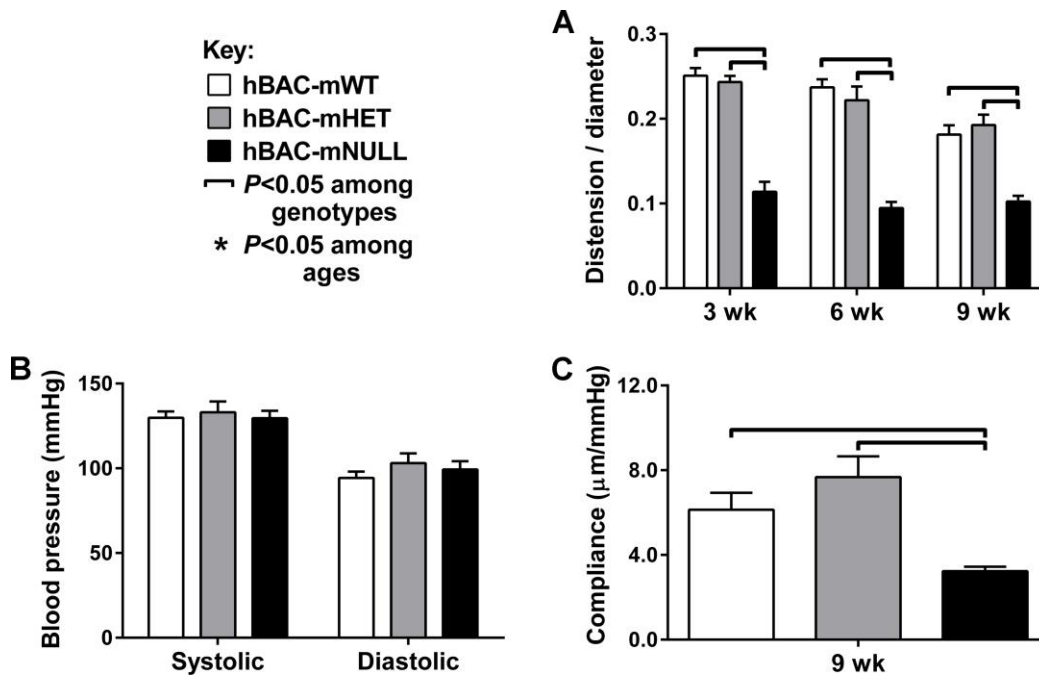 Key:
hBAC-mWT
hBAC-mHET
hBAC-mNULL
P<0.05 among
genotypes
* P<0.05 among
ages
A
Distension / diameter
0.3
0.2
0.1
0.0
3 wk 6 wk 9 wk
B
Blood pressure (mmHg)
150
100
50
0
Systolic Diastolic
C
Compliance (μm/mmHg)
12.0
8.0
4.0
0.0
9 wk